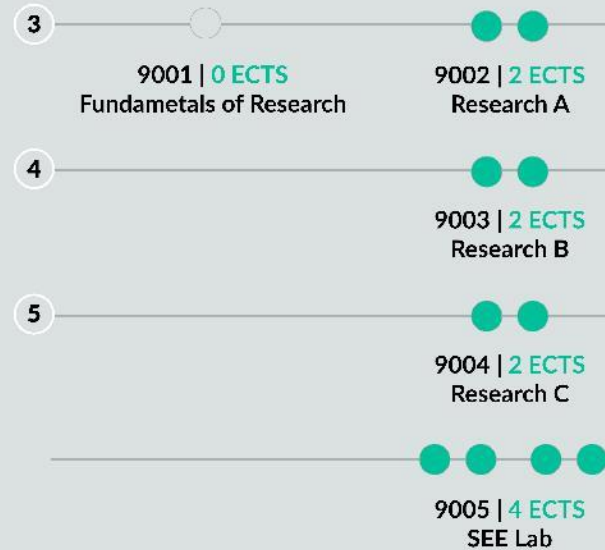 3
9001 | 0 ECTS
Fundametals of Research
9002 | 2 ECTS
Research A
4
9003 | 2 ECTS
Research B
5
9004 | 2 ECTS
Research C
9005 | 4 ECTS
SEE Lab